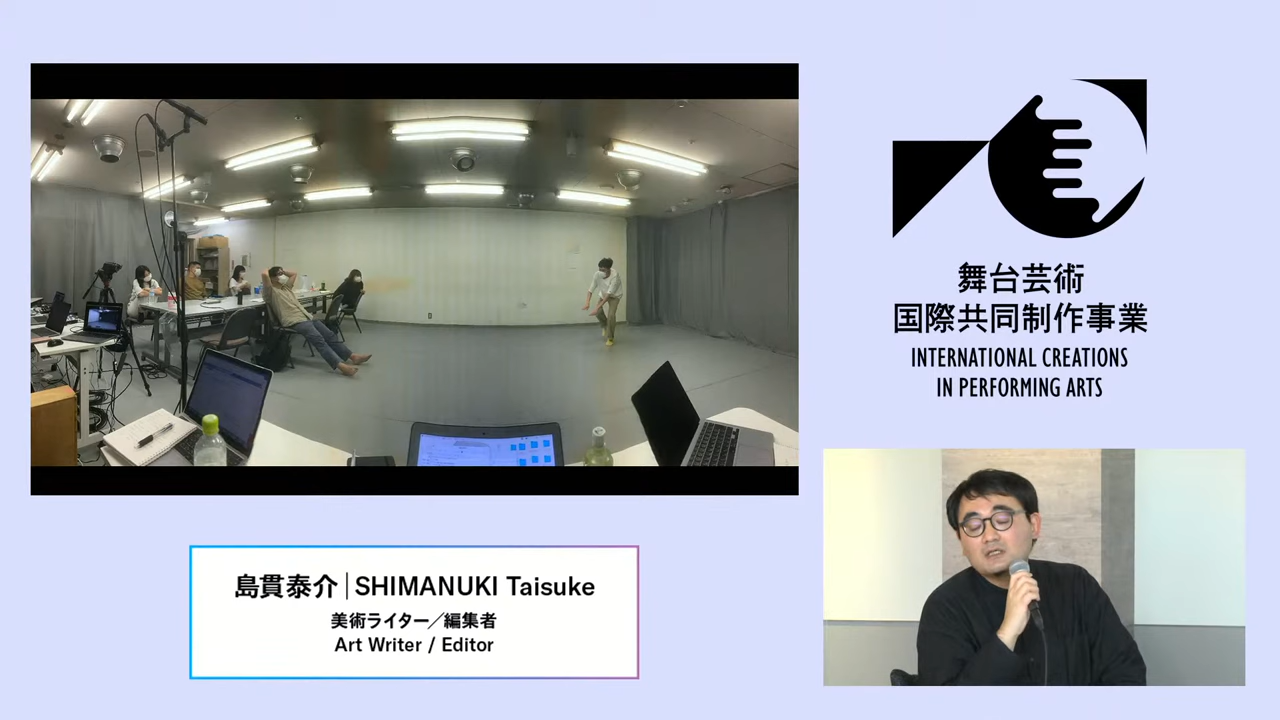 舞台芸術
国際共同制作事業
INTERNATIONAL CREATIONS
IN PERFORMING ARTS
島貫泰介│SHIMANUKI Taisuke
美術ライター／編集者
Art Writer / Editor